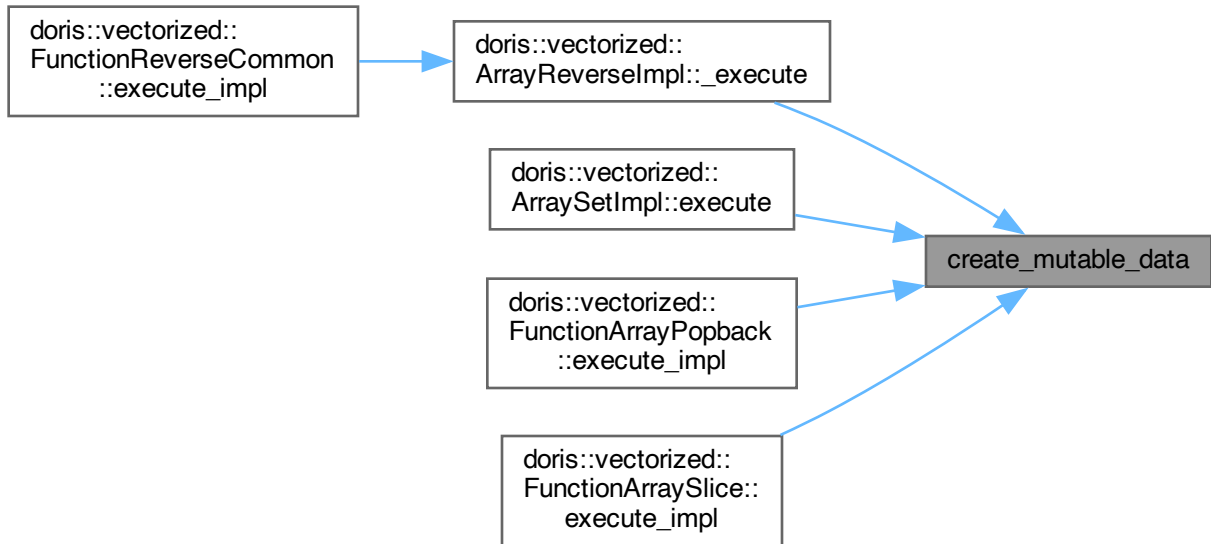 doris::vectorized::
FunctionReverseCommon
::execute_impl
doris::vectorized::
ArrayReverseImpl::_execute
doris::vectorized::
ArraySetImpl::execute
doris::vectorized::
FunctionArrayPopback
::execute_impl
doris::vectorized::
FunctionArraySlice::
execute_impl
create_mutable_data